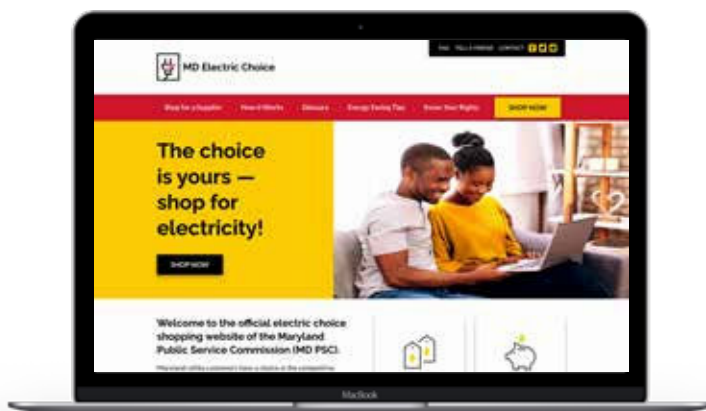 FAQ TELL A FRIEND CONTACT
MD Electric Choice
Shop for a Supplier How it Works Glossary Energy Saving Tips Know Your Rights SHOP NOW
The choice
is yours —
shop for
electricity!
SHOP NOW
Welcome to the official electric choice
shopping website of the Maryland
Public Service Commission (MD PSC).
MacBook